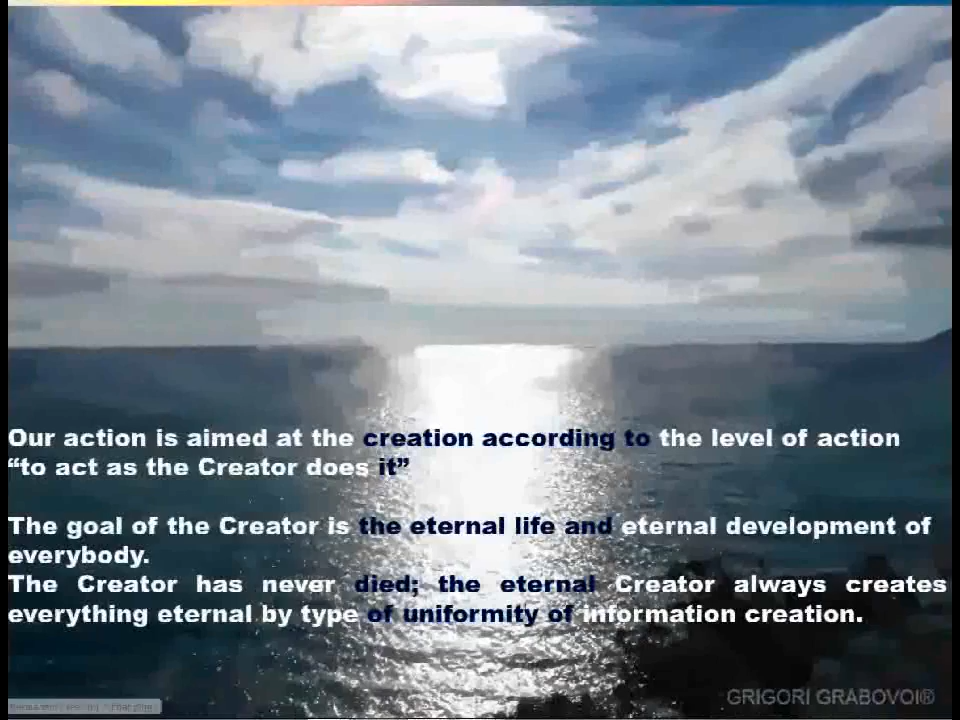 Our action is aimed at the creation according to the level of action
“to act as the Creator does it”
The goal of the Creator is the eternal life and eternal development of
everybody.
The Creator has never died; the eternal Creator always creates
everything eternal by type of uniformity of information creation.
GRIGORI GRABOVOI®